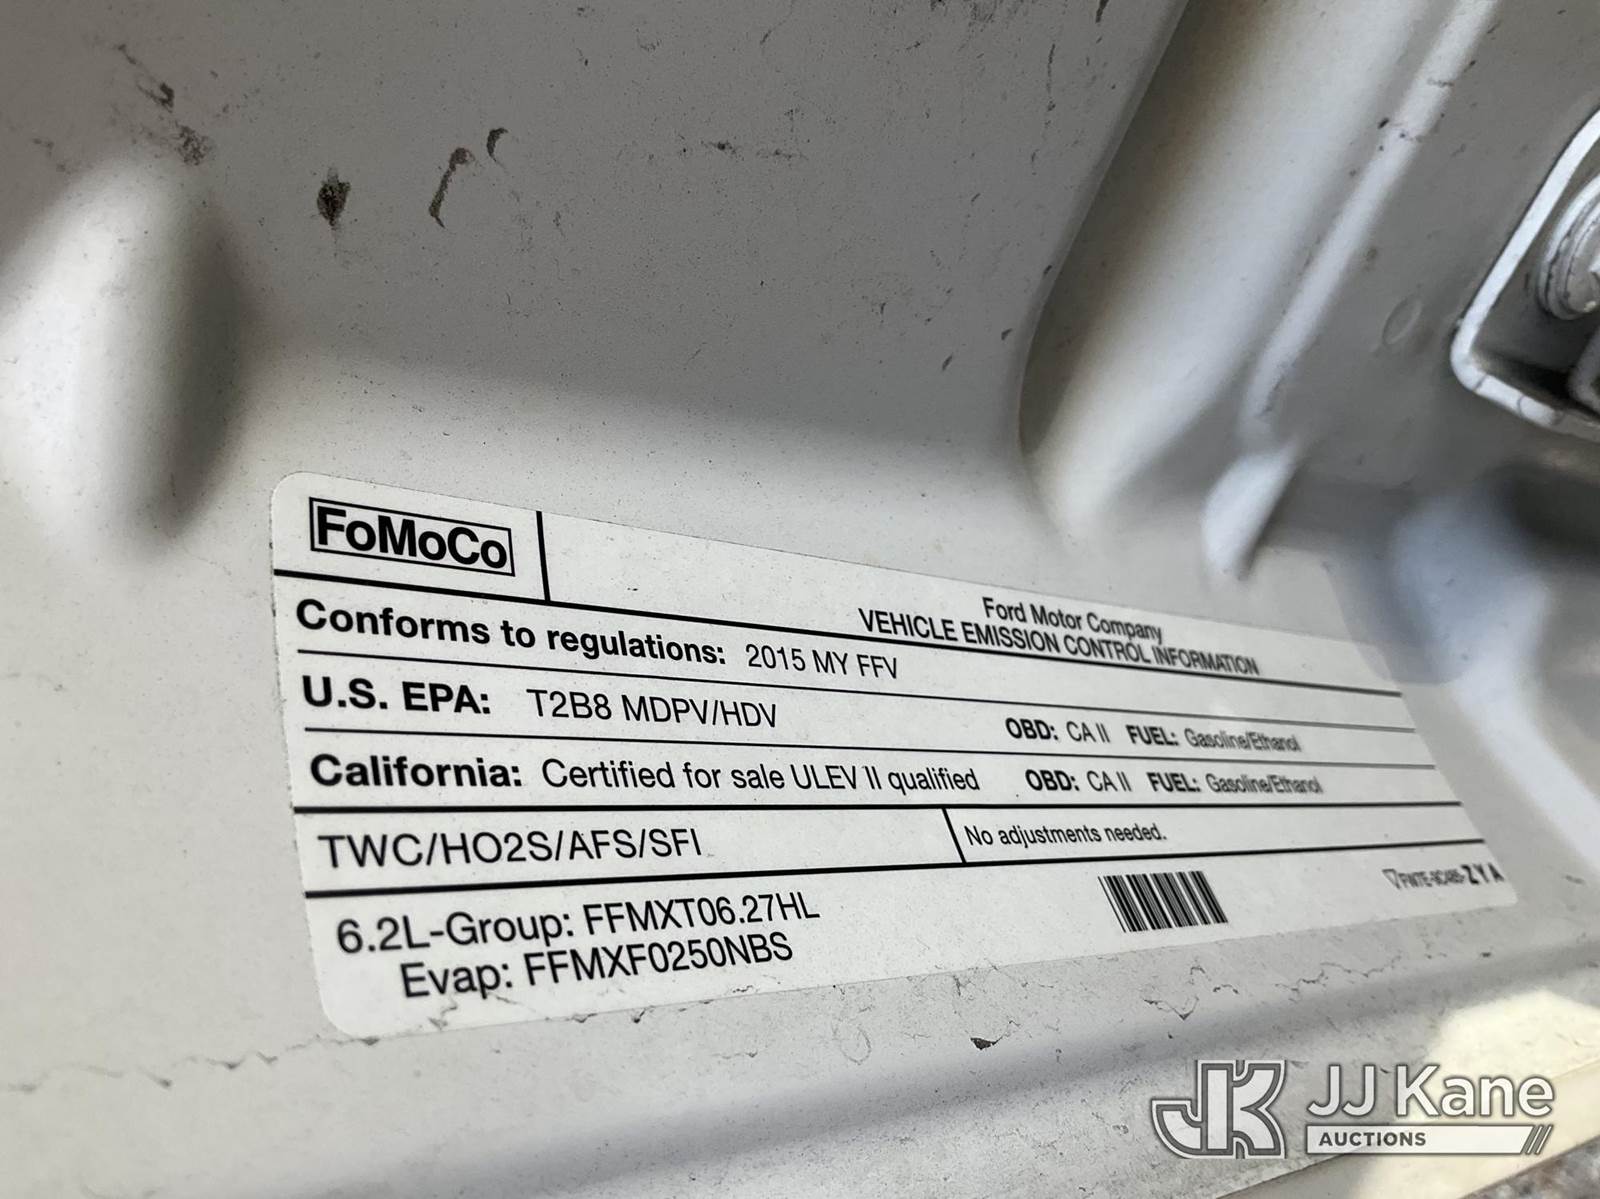 FoMoCo
Ford Motor Company
VEHICLE EMISSION CONTROL INFORMATION
Conforms to regulations: 2015 MY FFV
U.S. EPA: T2B8 MDPV/HDV OBD: CA II FUEL: Gasoline/Ethanol
California: Certified for sale ULEV II qualified OBD: CA II FUEL: Gasoline/Ethanol
TWC/HO2S/AFS/SFI No adjustments needed.
6.2L-Group: FFMXT06.27HL
Evap: FFMXF0250NBS
ZYA
JK JJ Kane
AUCTIONS